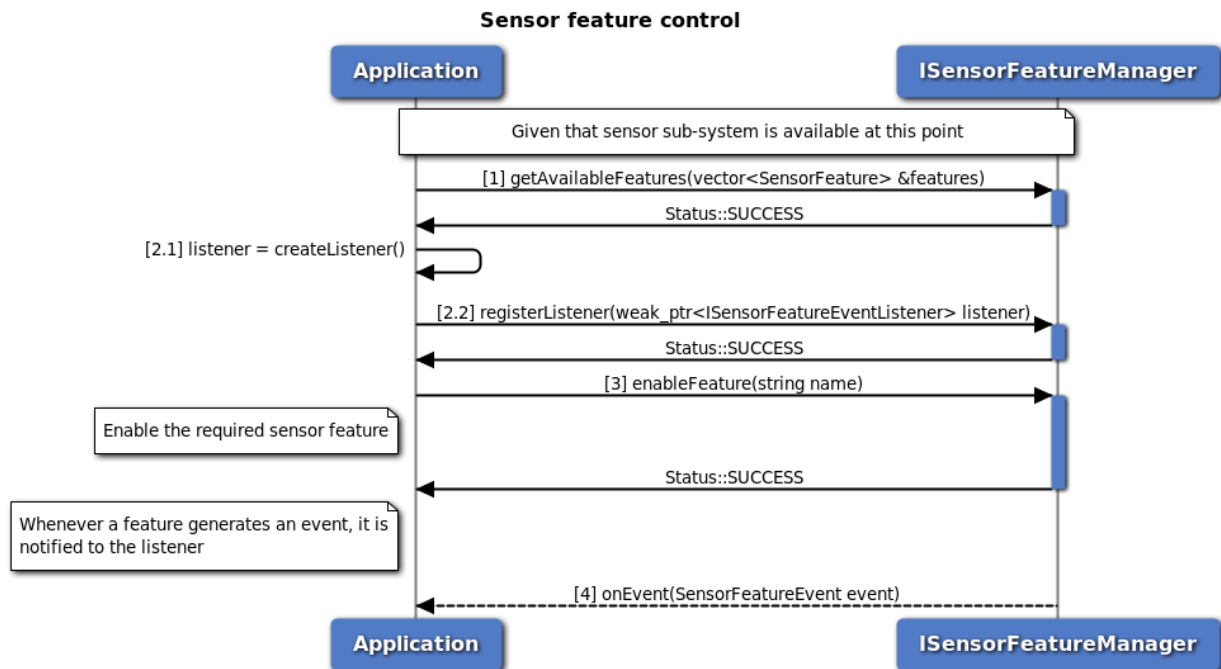 Sensor feature control
Application
ISensorFeatureManager
Given that sensor sub-system is available at this point
[1] getAvailableFeatures(vector<SensorFeature> &features)
Status::SUCCESS
[2.1] listener = createListener()
[2.2] registerListener(weak_ptr<ISensorFeatureEventListener> listener)
Status::SUCCESS
[3] enableFeature(string name)
Enable the required sensor feature
Status::SUCCESS
Whenever a feature generates an event, it is
notified to the listener
[4] onEvent(SensorFeatureEvent event)
Application
ISensorFeatureManager